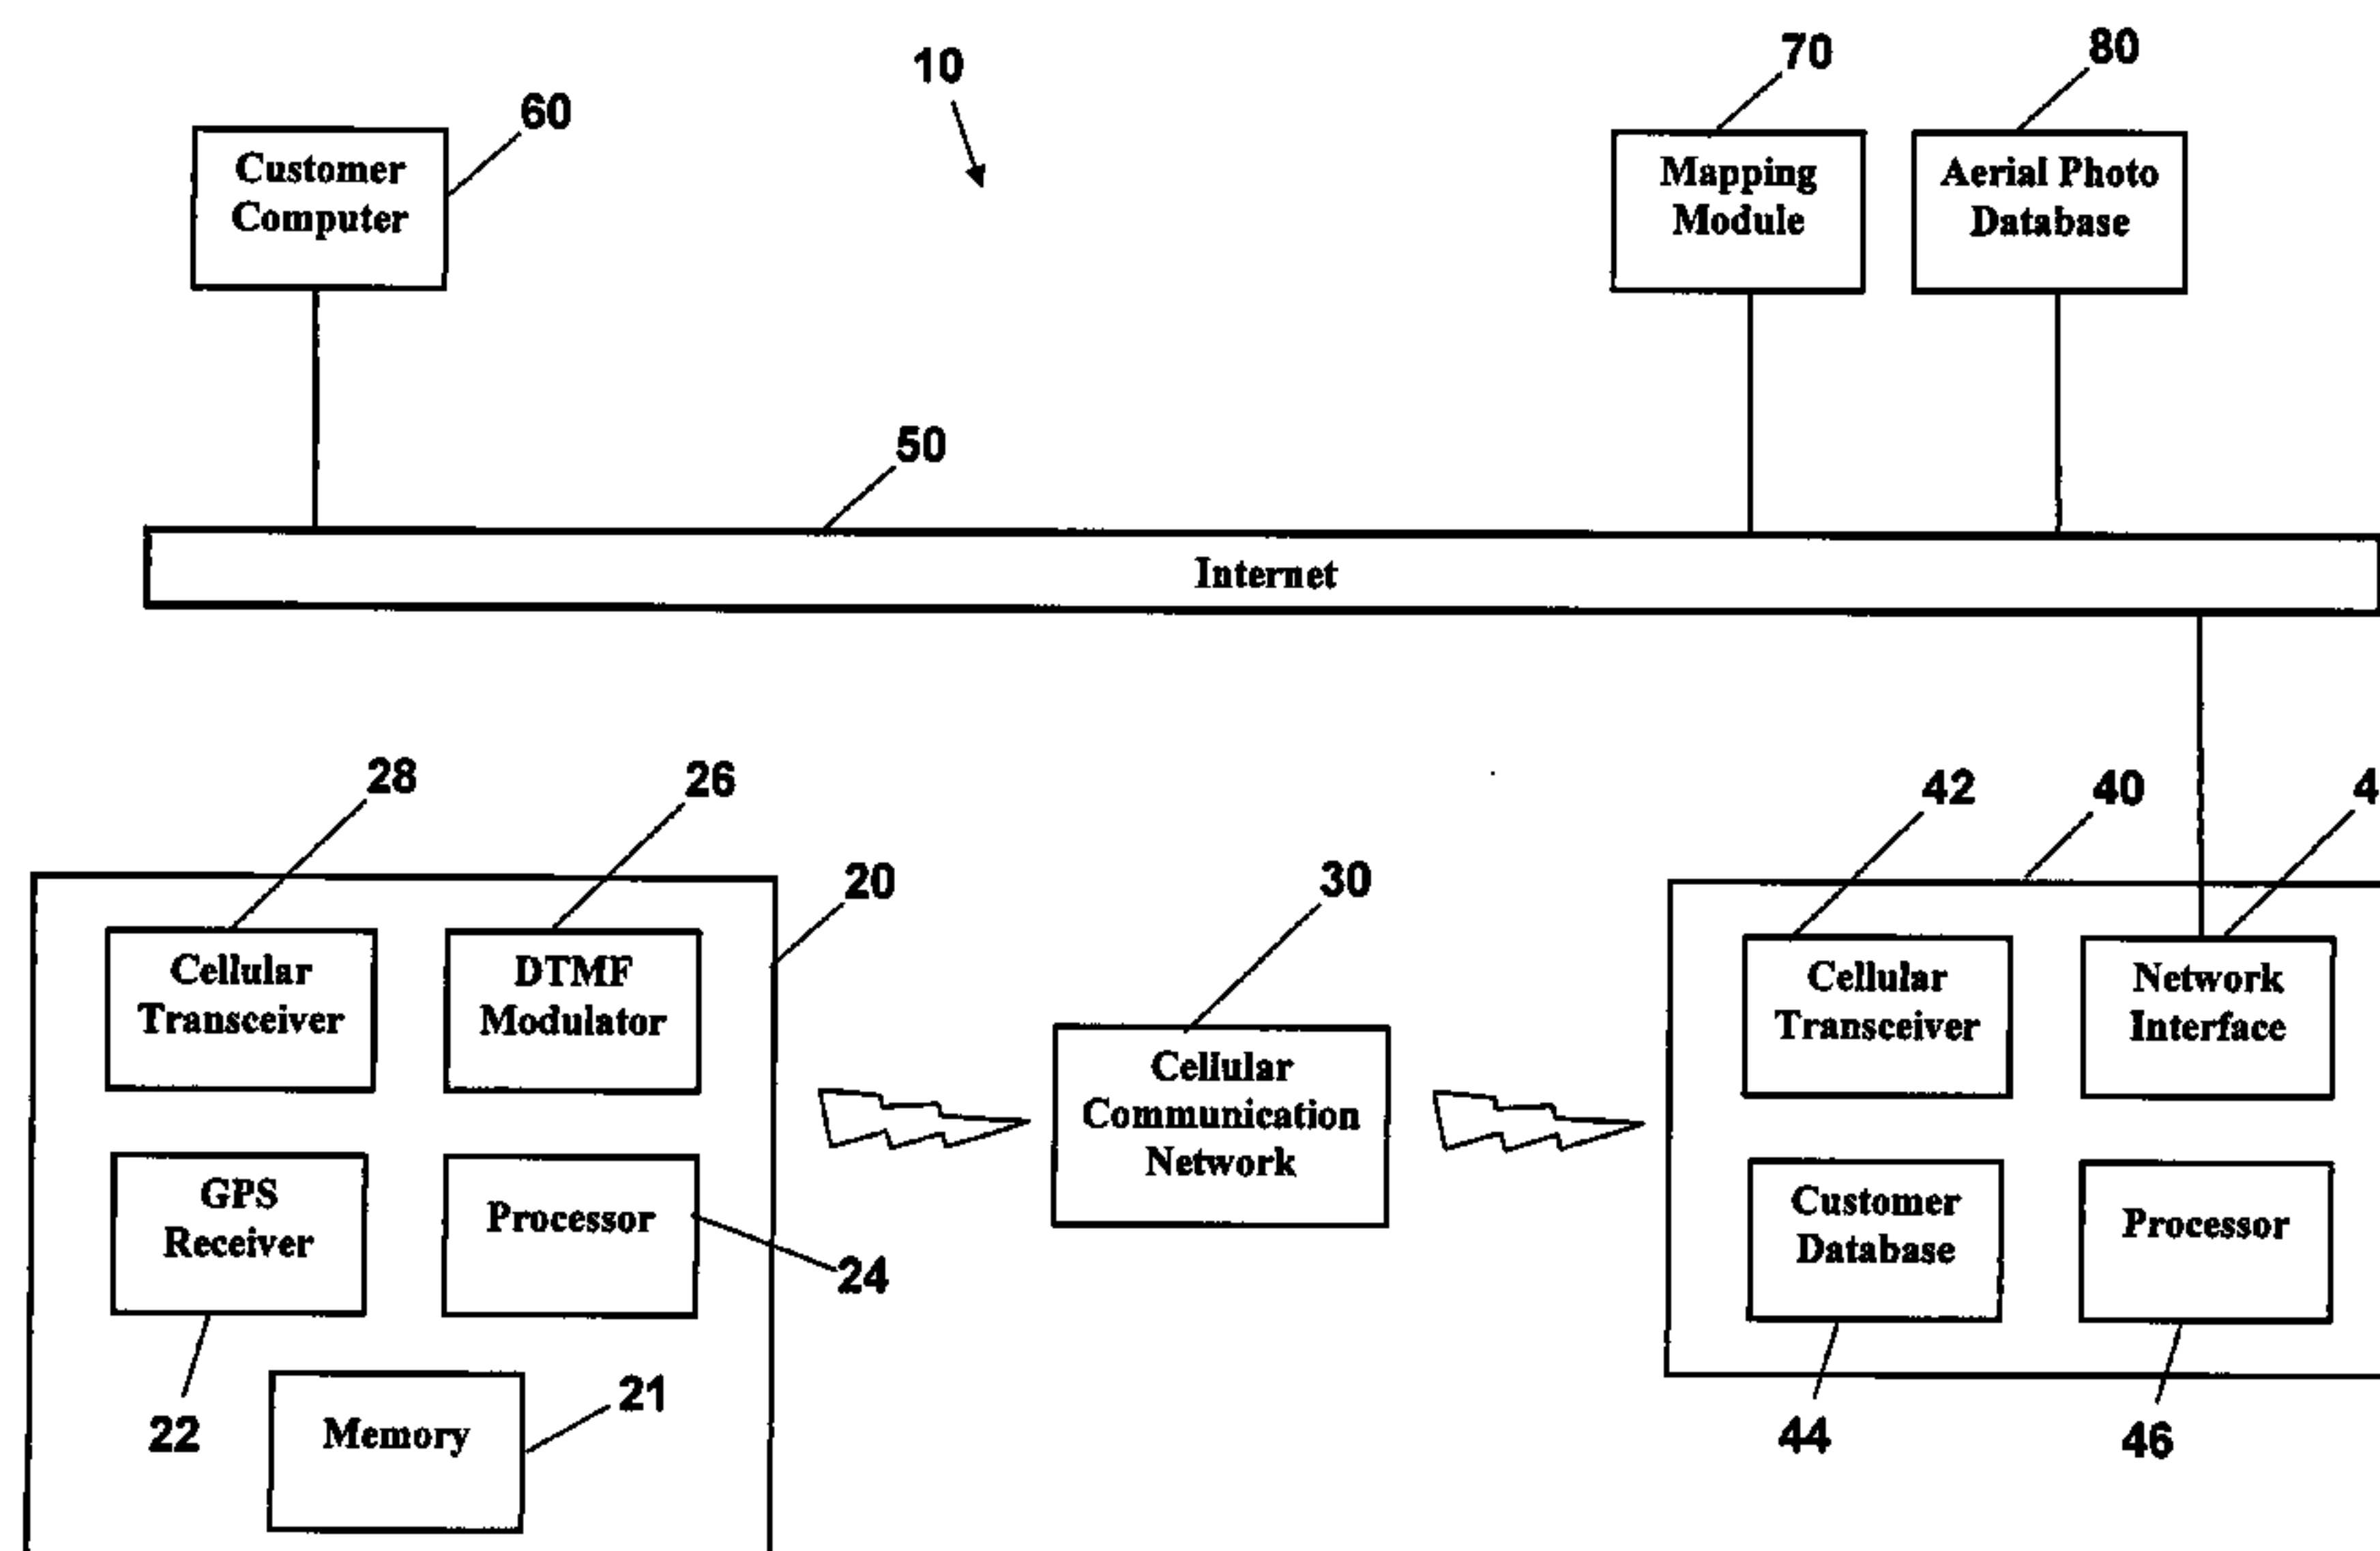 10
70
80
60
Customer
Computer
Mapping
Module
Aerial Photo
Database
50
Internet
28
26
20
30
42
40
4
Cellular
Transceiver
DTMF
Modulator
Cellular
Communication
Network
Cellular
Transceiver
Network
Interface
GPS
Receiver
Processor
24
Customer
Database
Processor
22
Memory
21
44
46